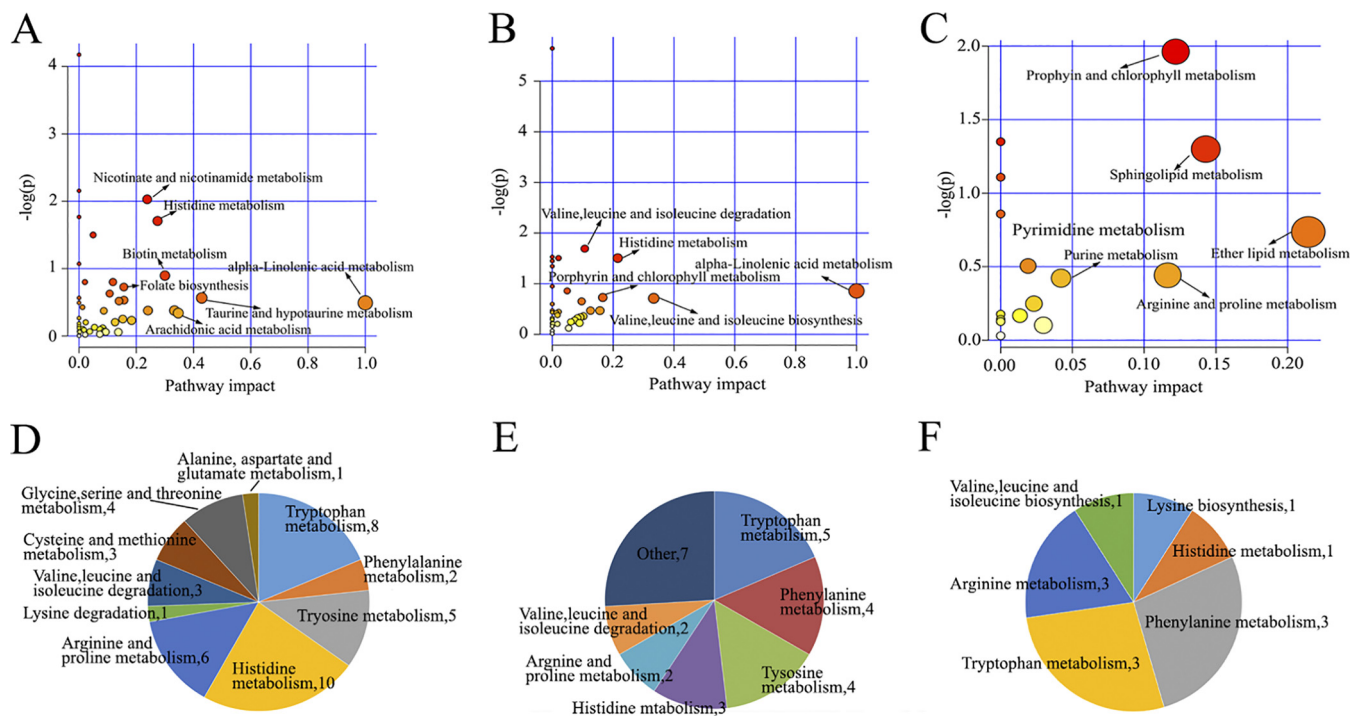 A
4
3
2
1
0
-log(p)
Nicotinate and nicotinamide metabolism
Histidine metabolism
Biotin metabolism
alpha-Linolenic acid metabolism
Folate biosynthesis
Taurine and hypotaurine metabolism
Arachidonic acid metabolism
0.0 0.2 0.4 0.6 0.8 1.0
Pathway impact
B
5
4
3
2
1
0
-log(p)
Valine,leucine and isoleucine degradation
Histidine metabolism
alpha-Linolenic acid metabolism
Porphyrin and chlorophyll metabolism
Valine,leucine and isoleucine biosynthesis
0.0 0.2 0.4 0.6 0.8 1.0
Pathway impact
C
2.0
1.5
1.0
0.5
0.0
-log(p)
Prophyin and chlorophyll metabolism
Sphingolipid metabolism
Pyrimidine metabolism
Ether lipid metabolism
Purine metabolism
Arginine and proline metabolism
0.00 0.05 0.10 0.15 0.20
Pathway impact
D
Alanine, aspartate and
glutamate metabolism,1
Glycine,serine and threonine
metabolism,4
Tryptophan
metabolism,8
Cysteine and methionine
metabolism,3
Phenylalanine
metabolism,2
Valine,leucine and
isoleucine degradation,3
Lysine degradation,1
Tryosine metabolism,5
Arginine and
proline metabolism,6
Histidine
metabolism,10
E
Tryptophan
metabilsim,5
Other,7
Phenylanine
metabolism,4
Valine,leucine and
isoleucine degradation,2
Argnine and
proline metabolism,2
Tysosine
metabolism,4
Histidine mtabolism,3
F
Valine,leucine and
isoleucine biosynthesis,1
Lysine biosynthesis,1
Histidine metabolism,1
Arginine metabolism,3
Phenylanine metabolism,3
Tryptophan metabolism,3